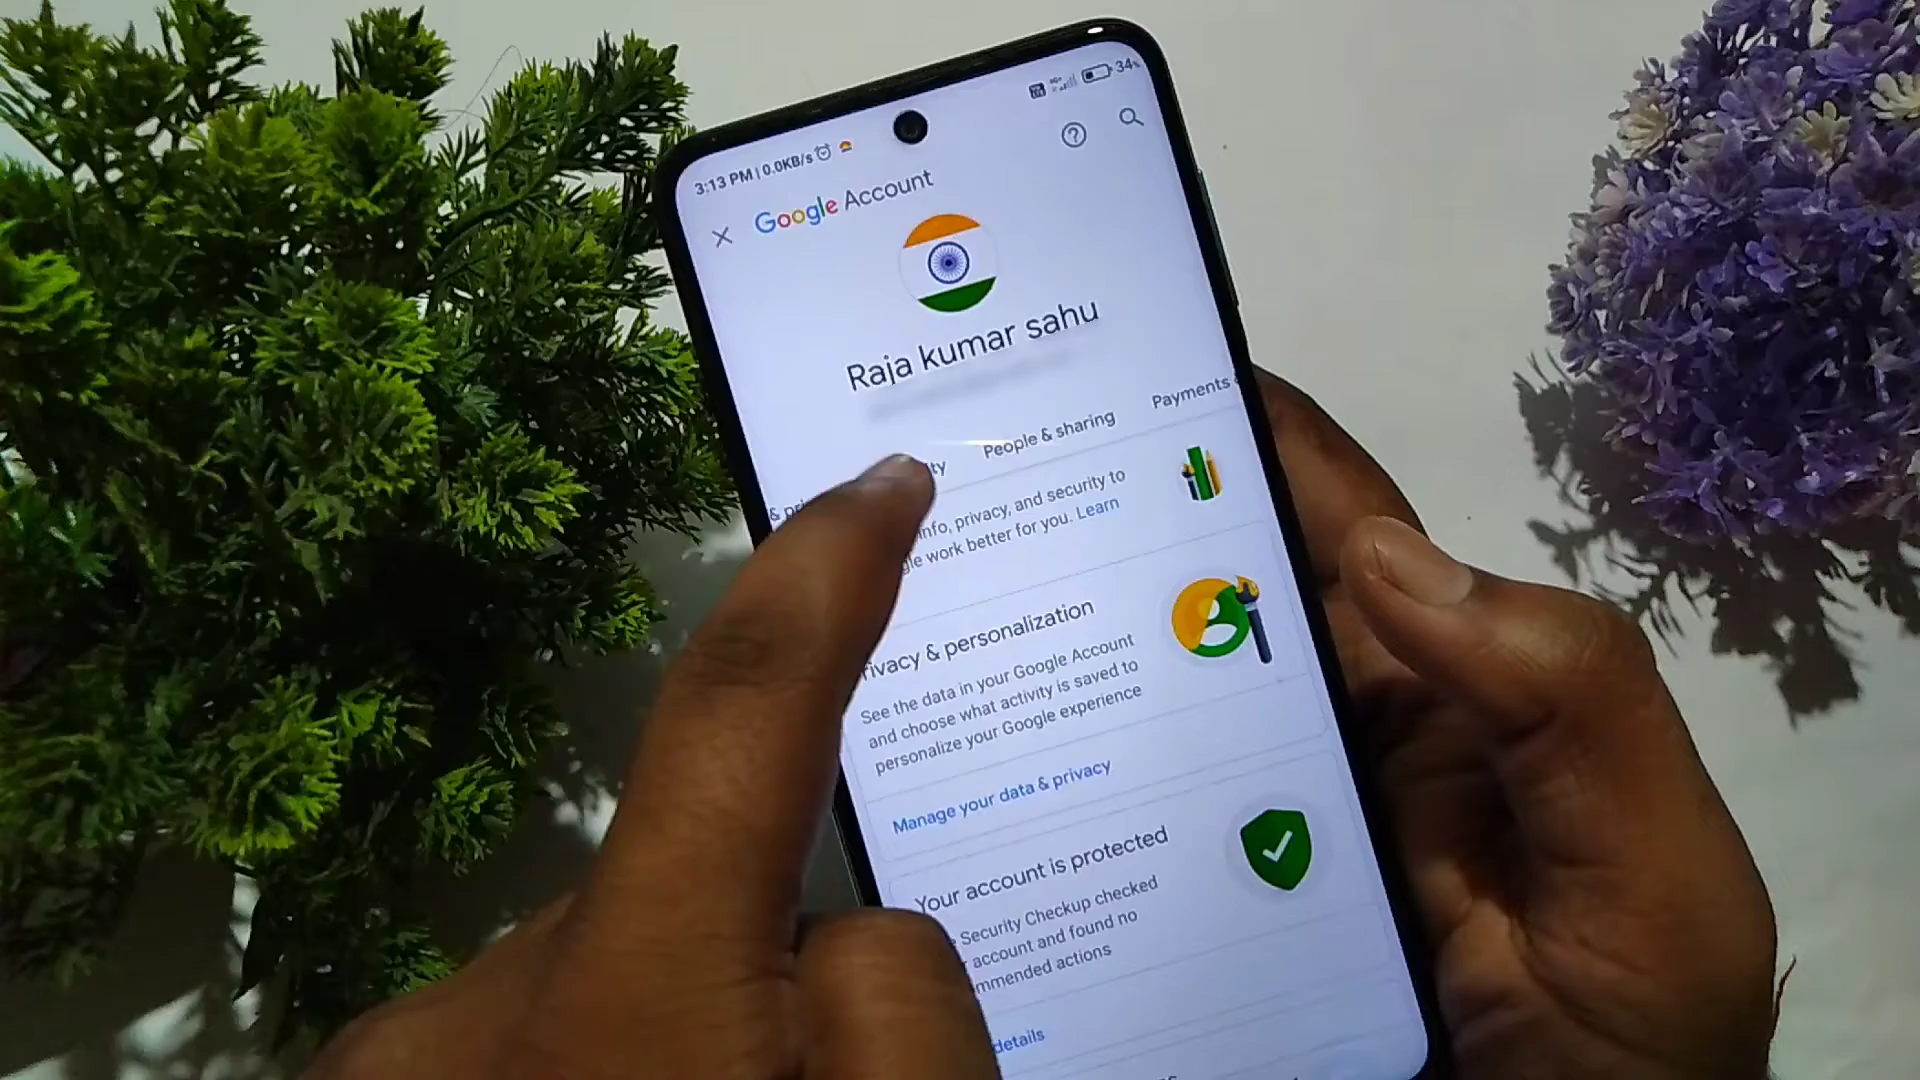 3:13 PM | 0.0KB/s
34%
Google Account
Raja kumar sahu
& pri
ity
People & sharing
Payments
info, privacy, and security to
gle work better for you. Learn
rivacy & personalization
See the data in your Google Account
and choose what activity is saved to
personalize your Google experience
Manage your data & privacy
Your account is protected
Security Checkup checked
account and found no
mmended actions
details